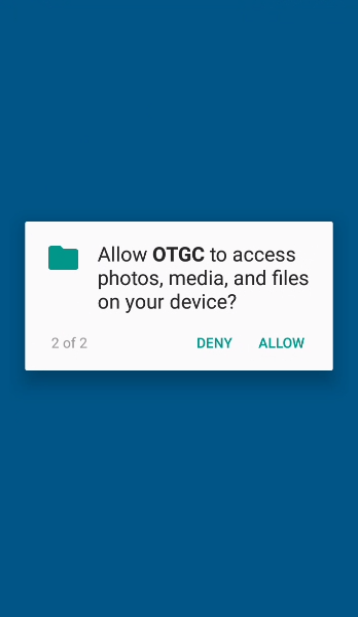 Allow OTGC to access
photos, media, and files
on your device?
2 of 2 DENY ALLOW